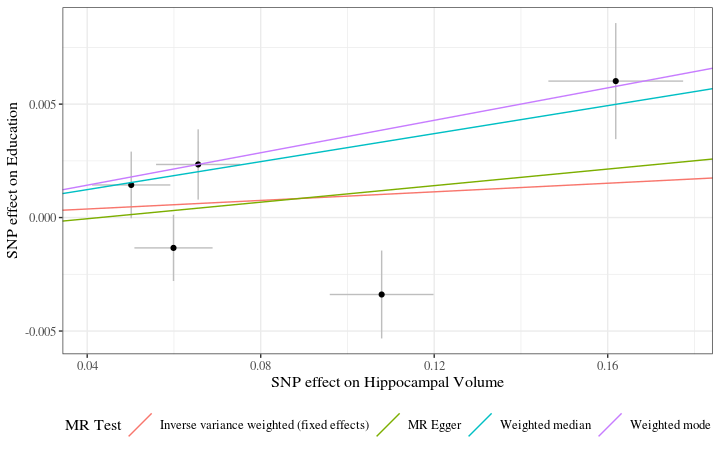 SNP effect on Education
0.005
0.000
-0.005
0.04 0.08 0.12 0.16
SNP effect on Hippocampal Volume
MR Test Inverse variance weighted (fixed effects) MR Egger Weighted median Weighted mode